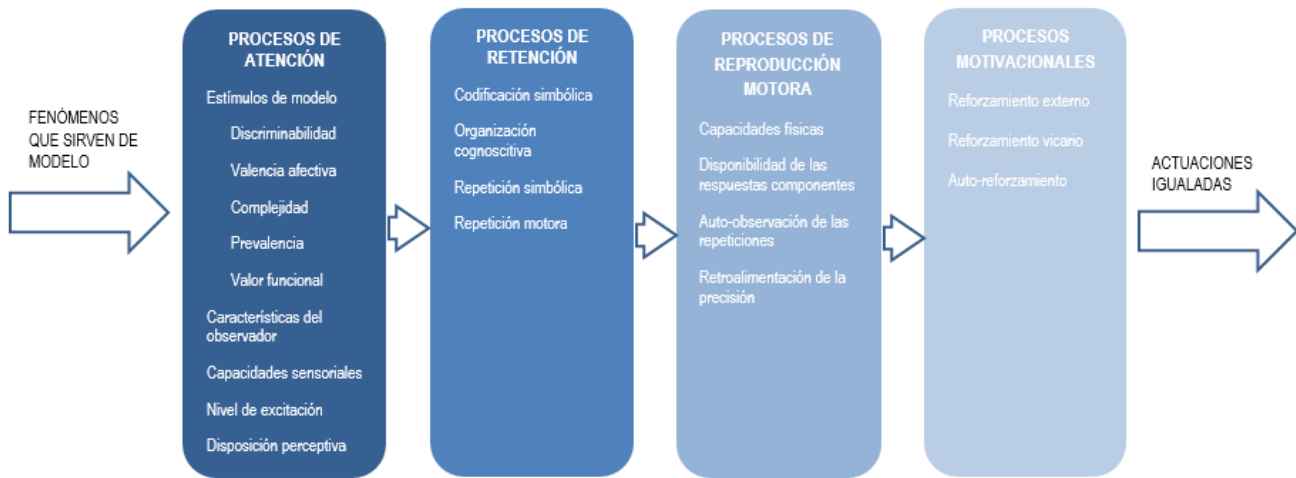 FENÓMENOS
QUE SIRVEN DE
MODELO
PROCESOS DE
ATENCIÓN
Estímulos de modelo
Discriminabilidad
Valencia afectiva
Complejidad
Prevalencia
Valor funcional
Características del
observador
Capacidades sensoriales
Nivel de excitación
Disposición perceptiva
PROCESOS DE
RETENCIÓN
Codificación simbólica
Organización
cognoscitiva
Repetición simbólica
Repetición motora
PROCESOS DE
REPRODUCCIÓN
MOTORA
Capacidades físicas
Disponibilidad de las
respuestas componentes
Auto-observación de las
repeticiones
Retroalimentación de la
precisión
PROCESOS
MOTIVACIONALES
Reforzamiento externo
Reforzamiento vicario
Auto-reforzamiento
ACTUACIONES
IGUALADAS